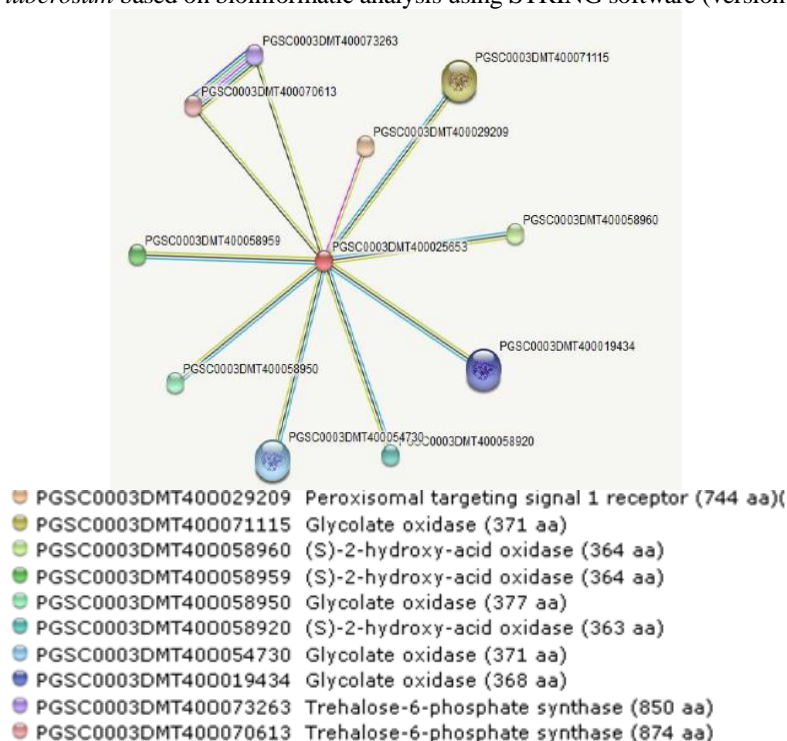 tuberosum based on bioinformatic analysis using STRING software (version
PGSC0003DMT400073263
PGSC0003DMT400071115
PGSC0003DMT400070613
PGSC0003DMT400029209
PGSC0003DMT400058960
PGSC0003DMT400058959
PGSC0003DMT400025653
PGSC0003DMT400019434
PGSC0003DMT400058950
PGSC0003DMT400054730
PGSC0003DMT400058920
PGSC0003DMT400029209 Peroxisomal targeting signal 1 receptor (744 aa)(
PGSC0003DMT400071115 Glycolate oxidase (371 aa)
PGSC0003DMT400058960 (S)-2-hydroxy-acid oxidase (364 aa)
PGSC0003DMT400058959 (S)-2-hydroxy-acid oxidase (364 aa)
PGSC0003DMT400058950 Glycolate oxidase (377 aa)
PGSC0003DMT400058920 (S)-2-hydroxy-acid oxidase (363 aa)
PGSC0003DMT400054730 Glycolate oxidase (371 aa)
PGSC0003DMT400019434 Glycolate oxidase (368 aa)
PGSC0003DMT400073263 Trehalose-6-phosphate synthase (850 aa)
PGSC0003DMT400070613 Trehalose-6-phosphate synthase (874 aa)